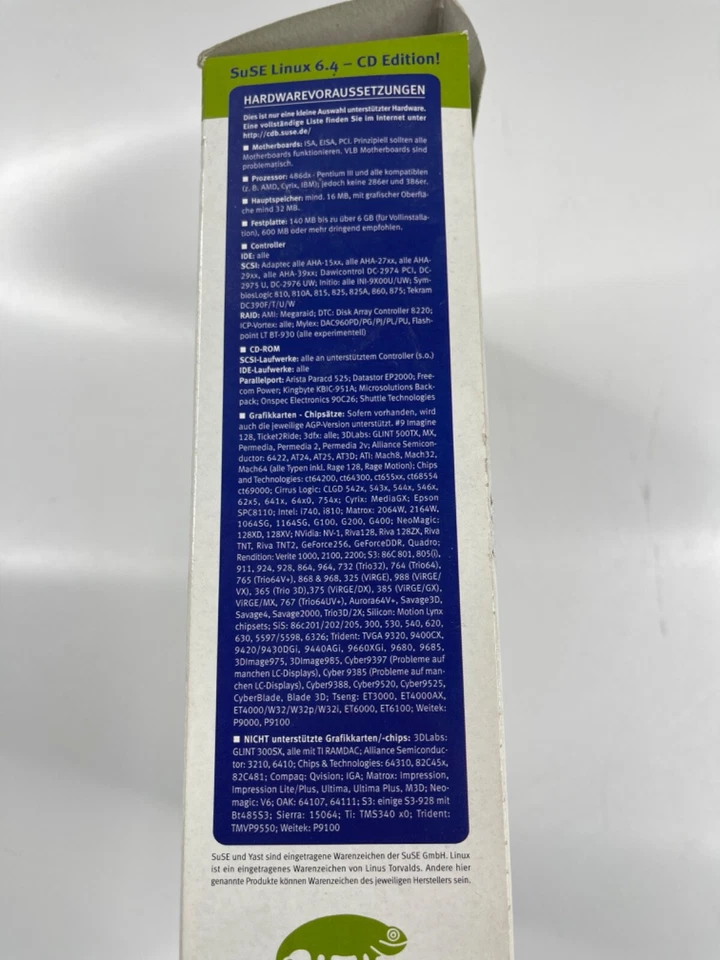 SuSE Linux 6.4 – CD Edition!
HARDWAREVORAUSSETZUNGEN
Dies ist nur eine kleine Auswahl unterstützter Hardware.
Eine vollständige Liste finden Sie im Internet unter
http://cdb.suse.de/
■ Motherboards: ISA, EISA, PCI. Prinzipiell sollten alle
Motherboards funktionieren. VLB Motherboards sind
problematisch.
■ Prozessor: 486dx - Pentium III und alle kompatiblen
(z. B. AMD, Cyrix, IBM); jedoch keine 286er und 386er.
■ Hauptspeicher: mind. 16 MB, mit grafischer Oberflä-
che mind 32 MB.
■ Festplatte: 140 MB bis zu über 6 GB (für Vollinstalla-
tion), 600 MB oder mehr dringend empfohlen.
■ Controller
IDE: alle
SCSI: Adaptec alle AHA-15xx, alle AHA-27xx, alle AHA-
29xx, alle AHA-39xx; Dawicontrol DC-2974 PCI, DC-
2975 U, DC-2976 UW; Initio: alle INI-9X00U/UW; Sym-
biosLogic 810, 810A, 815, 825, 825A, 860, 875; Tekram
DC390F/T/U/W
RAID: AMI: Megaraid; DTC: Disk Array Controller 8220;
ICP-Vortex: alle; Mylex: DAC960PD/PG/PJ/PL/PU, Flash-
point LT BT-930 (alle experimentell)
■ CD-ROM
SCSI-Laufwerke: alle an unterstütztem Controller (s.o.)
IDE-Laufwerke: alle
Parallelport: Arista Paracd 525; Datastor EP2000; Free-
com Power; Kingbyte KBIC-951A; Microsolutions Back-
pack; Onspec Electronics 90C26; Shuttle Technologies
■ Grafikkarten - Chipsätze: Sofern vorhanden, wird
auch die jeweilige AGP-Version unterstützt. #9 Imagine
128, Ticket2Ride; 3dfx: alle; 3DLabs: GLINT 500TX, MX,
Permedia, Permedia 2, Permedia 2v; Alliance Semicon-
ductor: 6422, AT24, AT25, AT3D; ATI: Mach8, Mach32,
Mach64 (alle Typen inkl. Rage 128, Rage Motion); Chips
and Technologies: ct64200, ct64300, ct655xx, ct68554
ct69000; Cirrus Logic: CLGD 542x, 543x, 544x, 546x,
62x5, 641x, 64x0, 754x; Cyrix: MediaGX; Epson
SPC8110; Intel: i740, i810; Matrox: 2064W, 2164W,
1064SG, 1164SG, G100, G200, G400; NeoMagic:
128XD, 128XV; NVidia: NV-1, Riva128, Riva 128ZX, Riva
TNT, Riva TNT2, GeForce256, GeForceDDR, Quadro;
Rendition: Verite 1000, 2100, 2200; S3: 86C 801, 805(i),
911, 924, 928, 864, 964, 732 (Trio32), 764 (Trio64),
765 (Trio64V+), 868 & 968, 325 (ViRGE), 988 (ViRGE/
VX), 365 (Trio 3D),375 (ViRGE/DX), 385 (ViRGE/GX),
ViRGE/MX, 767 (Trio64UV+), Aurora64V+, Savage3D,
Savage4, Savage2000, Trio3D/2X; Silicon: Motion Lynx
chipsets; SiS: 86c201/202/205, 300, 530, 540, 620,
630, 5597/5598, 6326; Trident: TVGA 9320, 9400CX,
9420/9430DGi, 9440AGi, 9660XGi, 9680, 9685,
3DImage975, 3DImage985, Cyber9397 (Probleme auf
manchen LC-Displays), Cyber 9385 (Probleme auf man-
chen LC-Displays), Cyber9388, Cyber9520, Cyber9525,
CyberBlade, Blade 3D; Tseng: ET3000, ET4000AX,
ET4000/W32/W32p/W32i, ET6000, ET6100; Weitek:
P9000, P9100
■ NICHT unterstützte Grafikkarten/-chips: 3DLabs:
GLINT 300SX, alle mit TI RAMDAC; Alliance Semiconduc-
tor: 3210, 6410; Chips & Technologies: 64310, 82C45x,
82C481; Compaq: Qvision; IGA; Matrox: Impression,
Impression Lite/Plus, Ultima, Ultima Plus, M3D; Neo-
magic: V6; OAK: 64107, 64111; S3: einige S3-928 mit
Bt485S3; Sierra: 15064; Ti: TMS340 x0; Trident:
TMVP9550; Weitek: P9100
SuSE und Yast sind eingetragene Warenzeichen der SuSE GmbH. Linux
ist ein eingetragenes Warenzeichen von Linus Torvalds. Andere hier
genannte Produkte können Warenzeichen des jeweiligen Herstellers sein.